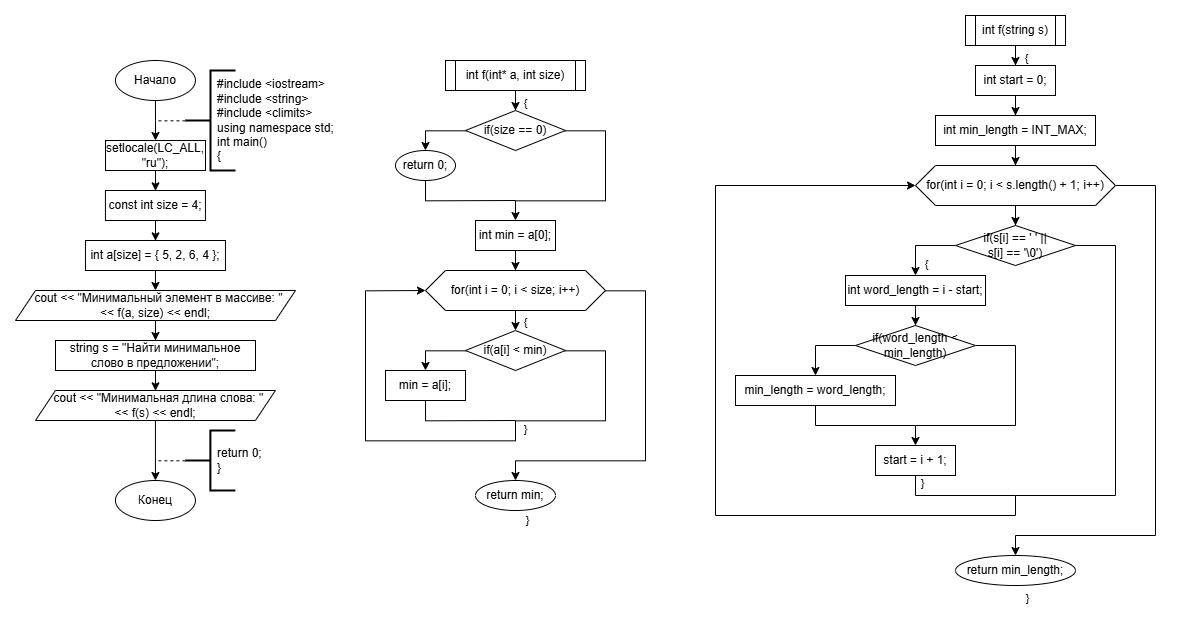 Начало
#include <iostream>
#include <string>
#include <climits>
using namespace std;
int main()
{
setlocale(LC_ALL,
"ru");
const int size = 4;
int a[size] = { 5, 2, 6, 4 };
cout << "Минимальный элемент в массиве: "
<< f(a, size) << endl;
string s = "Найти минимальное
слово в предложении";
cout << "Минимальная длина слова: "
<< f(s) << endl;
return 0;
}
Конец
int f(int* a, int size)
{
if(size == 0)
return 0;
int min = a[0];
for(int i = 0; i < size; i++)
{
if(a[i] < min)
min = a[i];
}
return min;
}
int f(string s)
{
int start = 0;
int min_length = INT_MAX;
for(int i = 0; i < s.length() + 1; i++)
if(s[i] == ' ' ||
s[i] == '\0')
{
int word_length = i - start;
if(word_length <
min_length)
min_length = word_length;
start = i + 1;
}
return min_length;
}